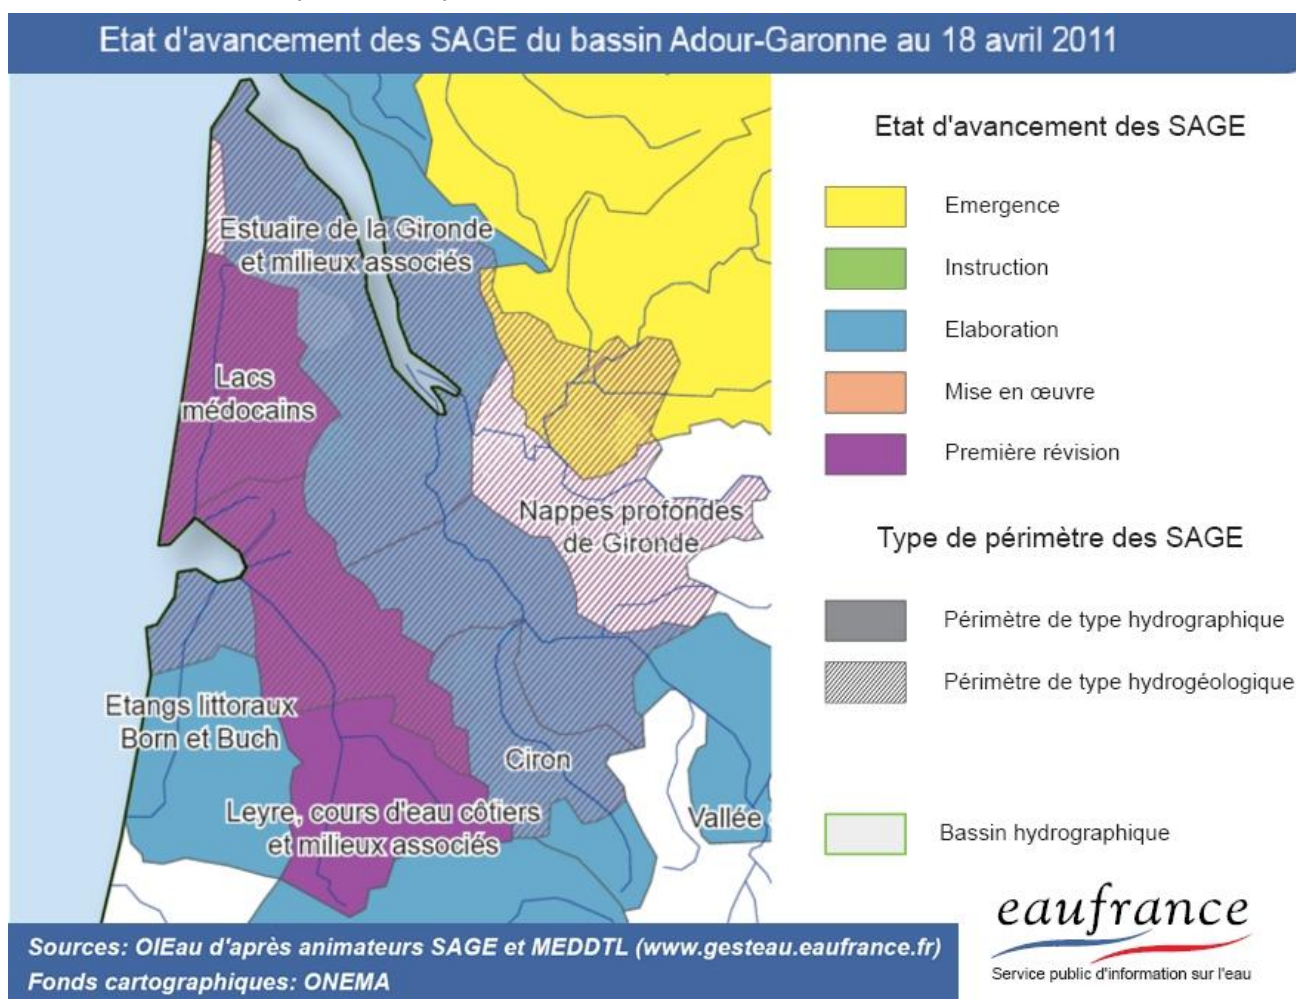 Etat d'avancement des SAGE du bassin Adour-Garonne au 18 avril 2011
Estuaire de la Gironde
et milieux associés
Lacs
médocains
Nappes profondes
de Gironde
Etangs littoraux
Born et Buch
Ciron
Leyre, cours d'eau côtiers
et milieux associés
Vallée
Etat d'avancement des SAGE
Emergence
Instruction
Elaboration
Mise en œuvre
Première révision
Type de périmètre des SAGE
Périmètre de type hydrographique
Périmètre de type hydrogéologique
Bassin hydrographique
eaufrance
Service public d'information sur l'eau
Sources: OIEau d'après animateurs SAGE et MEDDTL (www.gesteau.eaufrance.fr)
Fonds cartographiques: ONEMA